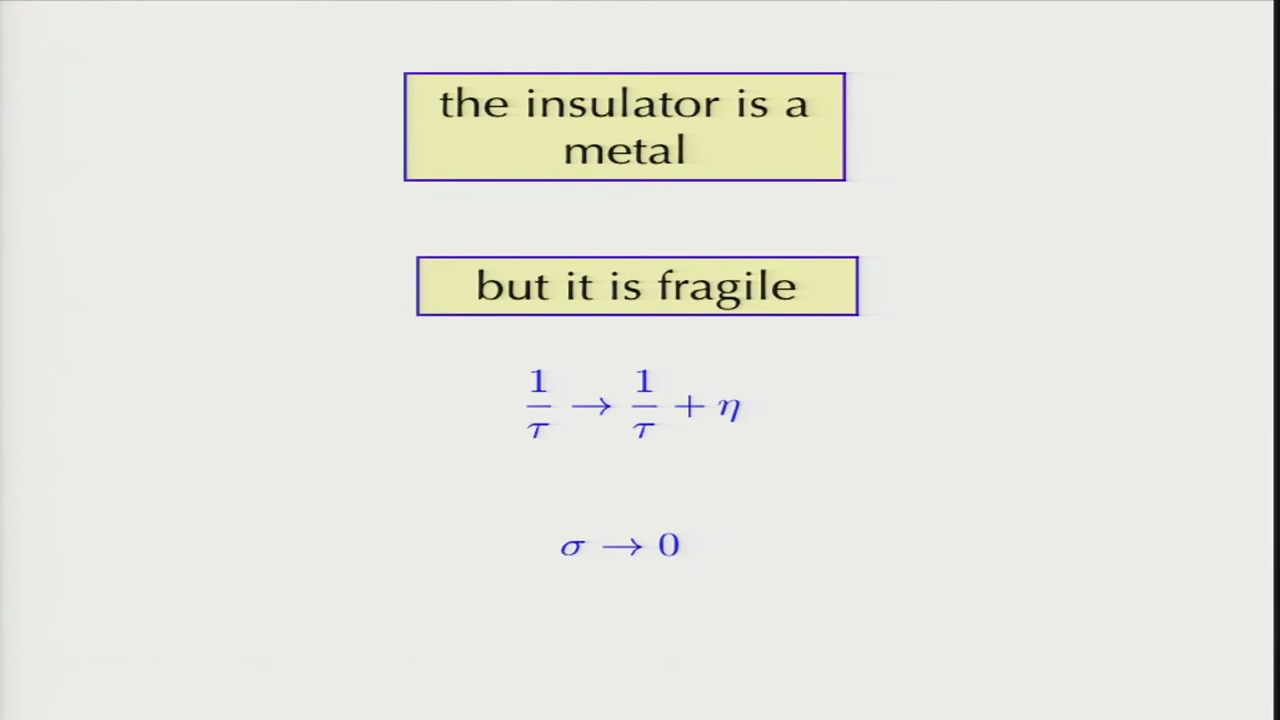 the insulator is a
metal
but it is fragile
1/τ → 1/τ + η
σ → 0